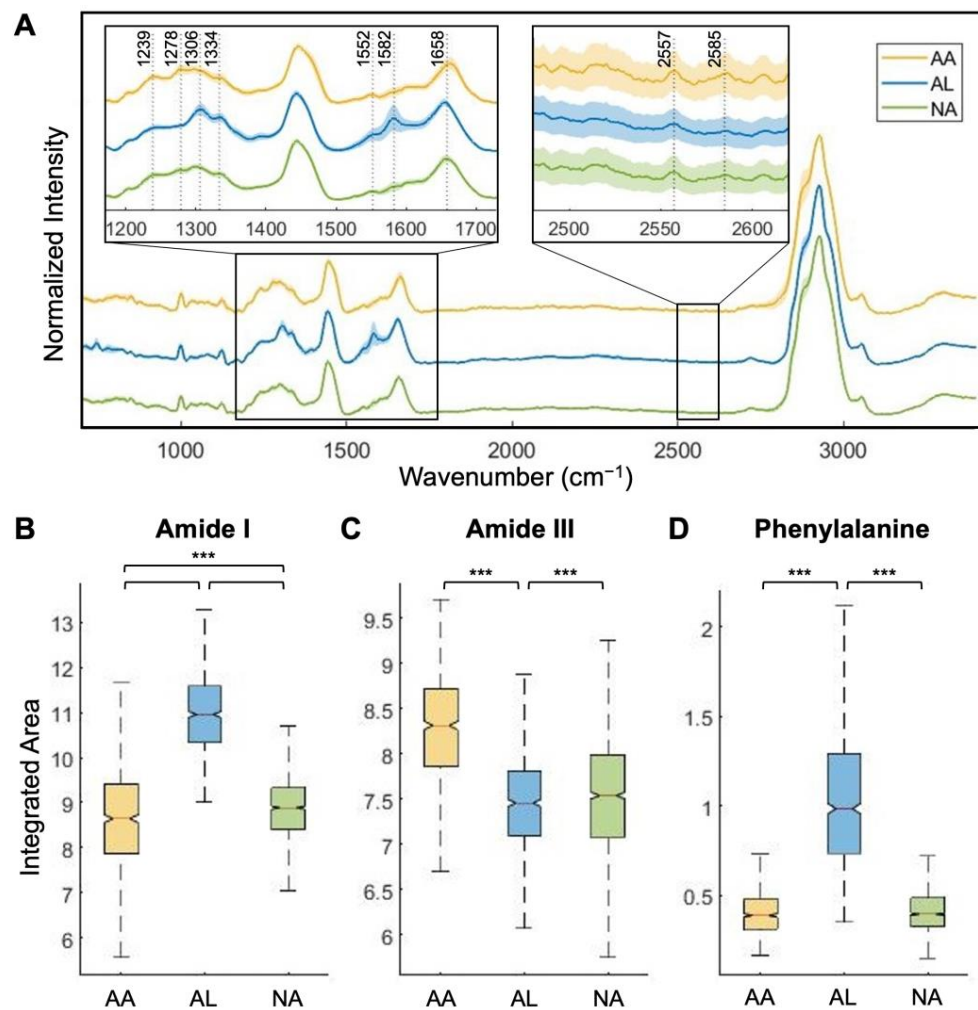 A
1239 1278 1306 1334 1552 1582 1658
2557 2585
AA
AL
NA
1200 1300 1400 1500 1600 1700
2500 2550 2600
Normalized Intensity
1000 1500 2000 2500 3000
Wavenumber (cm⁻¹)
B Amide I
***
13
12
11
10
9
8
7
6
Integrated Area
AA AL NA
C Amide III
*** ***
9.5
9
8.5
8
7.5
7
6.5
6
AA AL NA
D Phenylalanine
*** ***
2
1.5
1
0.5
AA AL NA